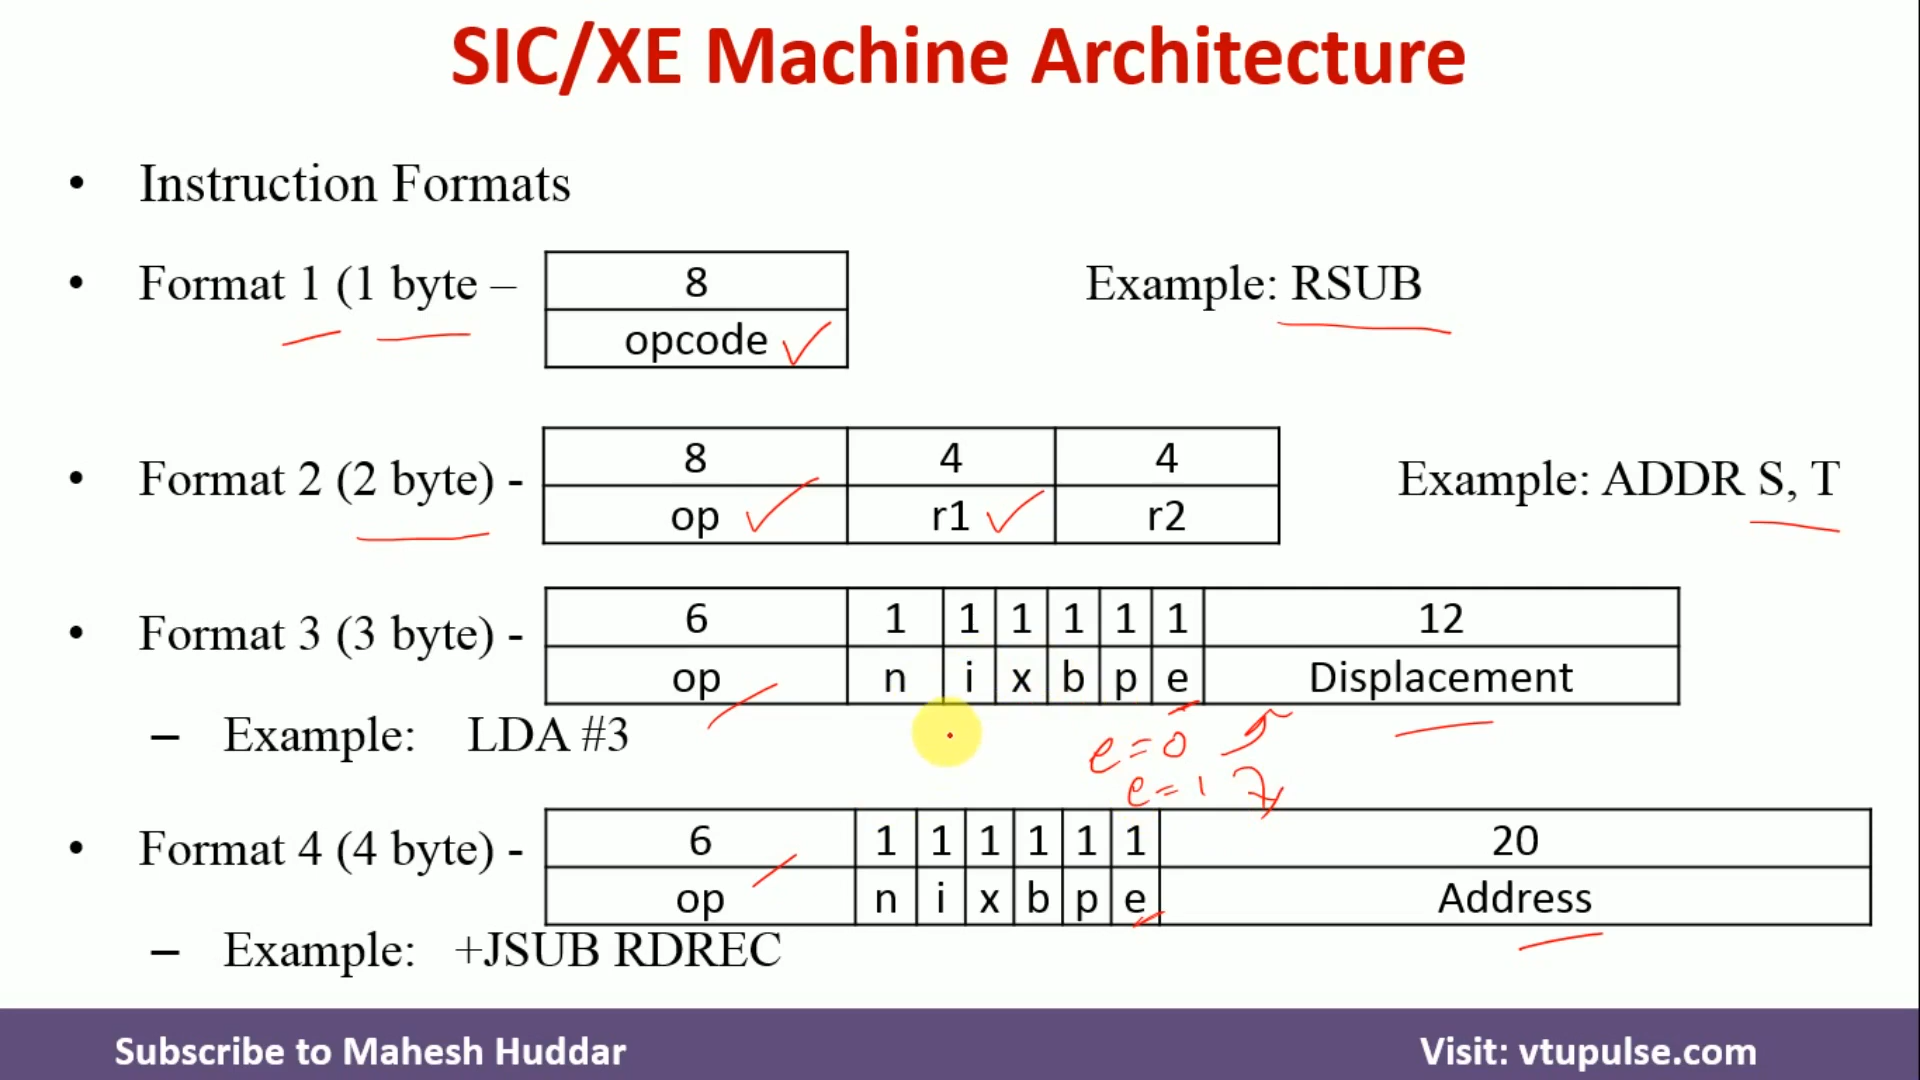 SIC/XE Machine Architecture
• Instruction Formats
• Format 1 (1 byte –
8
opcode
Example: RSUB
• Format 2 (2 byte) -
8 4 4
op r1 r2
Example: ADDR S, T
• Format 3 (3 byte) -
6 1 1 1 1 1 1 12
op n i x b p e Displacement
– Example: LDA #3
e=0
e=1
• Format 4 (4 byte) -
6 1 1 1 1 1 1 20
op n i x b p e Address
– Example: +JSUB RDREC
Subscribe to Mahesh Huddar
Visit: vtupulse.com